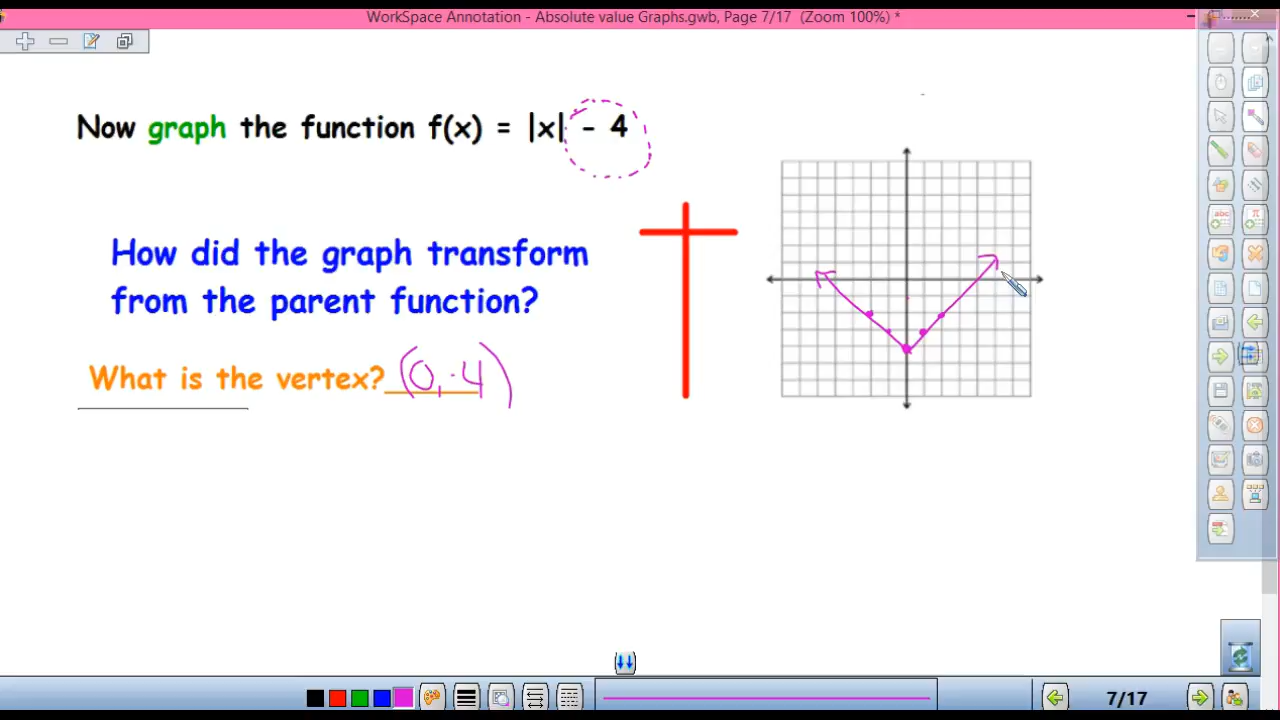 WorkSpace Annotation - Absolute value Graphs.gwb, Page 7/17 (Zoom 100%) *
Now graph the function f(x) = |x| - 4
How did the graph transform
from the parent function?
What is the vertex? (0, -4)
abc
π
7/17